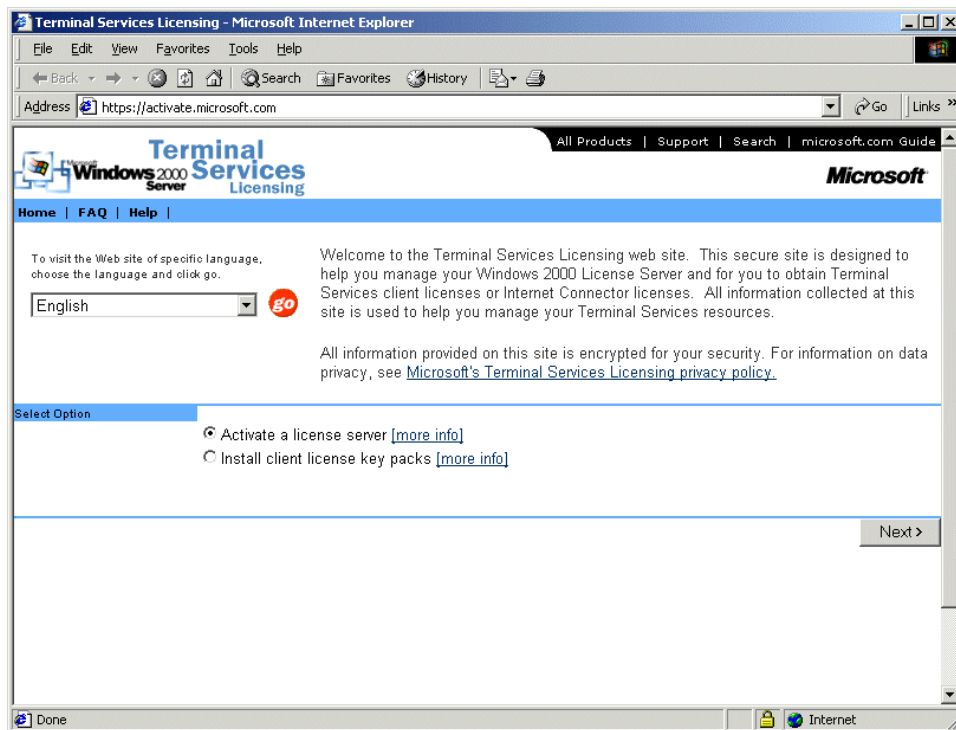 Terminal Services Licensing - Microsoft Internet Explorer
File Edit View Favorites Tools Help
Back Search Favorites History
Address https://activate.microsoft.com Go Links »
All Products | Support | Search | microsoft.com Guide
Microsoft
Windows 2000
Server
Terminal
Services
Licensing
Microsoft
Home | FAQ | Help |
To visit the Web site of specific language,
choose the language and click go.
English go
Welcome to the Terminal Services Licensing web site. This secure site is designed to
help you manage your Windows 2000 License Server and for you to obtain Terminal
Services client licenses or Internet Connector licenses. All information collected at this
site is used to help you manage your Terminal Services resources.
All information provided on this site is encrypted for your security. For information on data
privacy, see Microsoft's Terminal Services Licensing privacy policy.
Select Option
Activate a license server [more info]
Install client license key packs [more info]
Next >
Done Internet